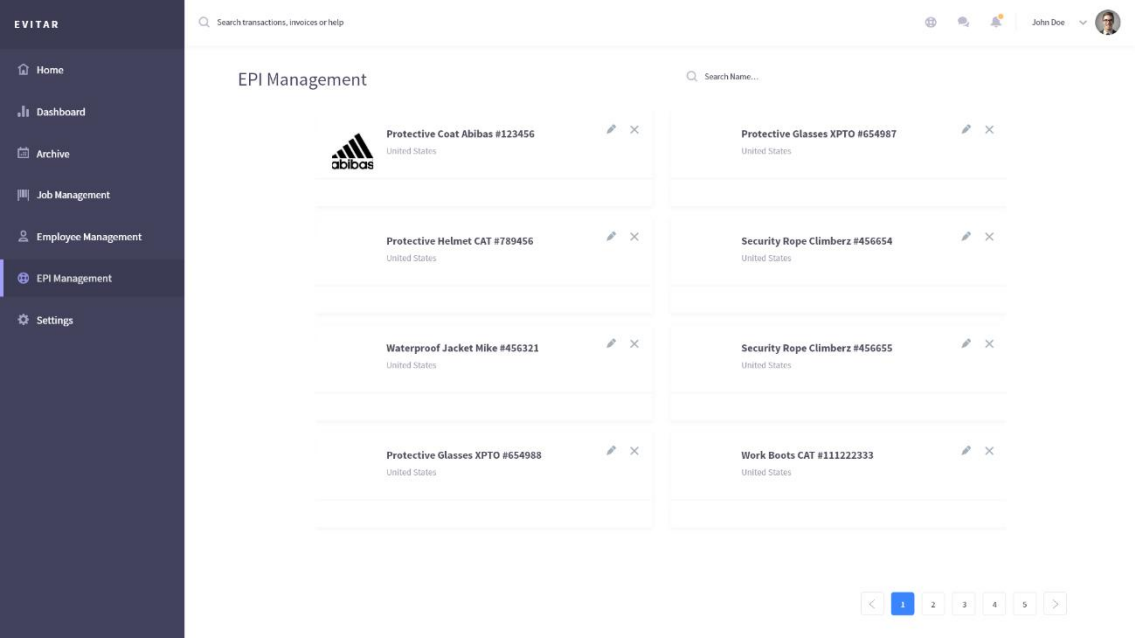 EVITAR
Search transactions, invoices or help
John Doe
Home
Dashboard
Archive
Job Management
Employee Management
EPI Management
Settings
EPI Management
Search Name...
abibas
Protective Coat Abibas #123456
United States
Protective Glasses XPTO #654987
United States
Protective Helmet CAT #789456
United States
Security Rope Climberz #456654
United States
Waterproof Jacket Mike #456321
United States
Security Rope Climberz #456655
United States
Protective Glasses XPTO #654988
United States
Work Boots CAT #111222333
United States
1 2 3 4 5